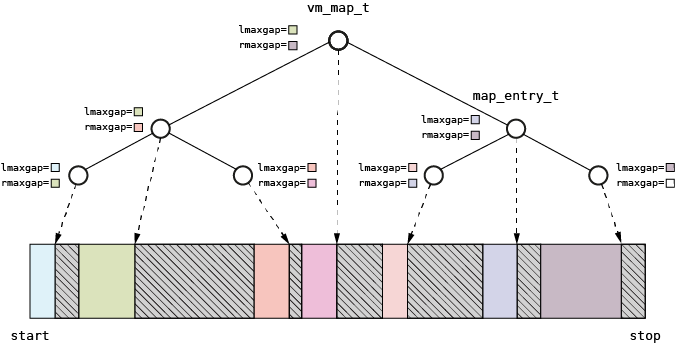 vm_map_t
lmaxgap=
rmaxgap=
map_entry_t
lmaxgap=
rmaxgap=
lmaxgap=
rmaxgap=
lmaxgap=
rmaxgap=
lmaxgap=
rmaxgap=
lmaxgap=
rmaxgap=
lmaxgap=
rmaxgap=
start
stop